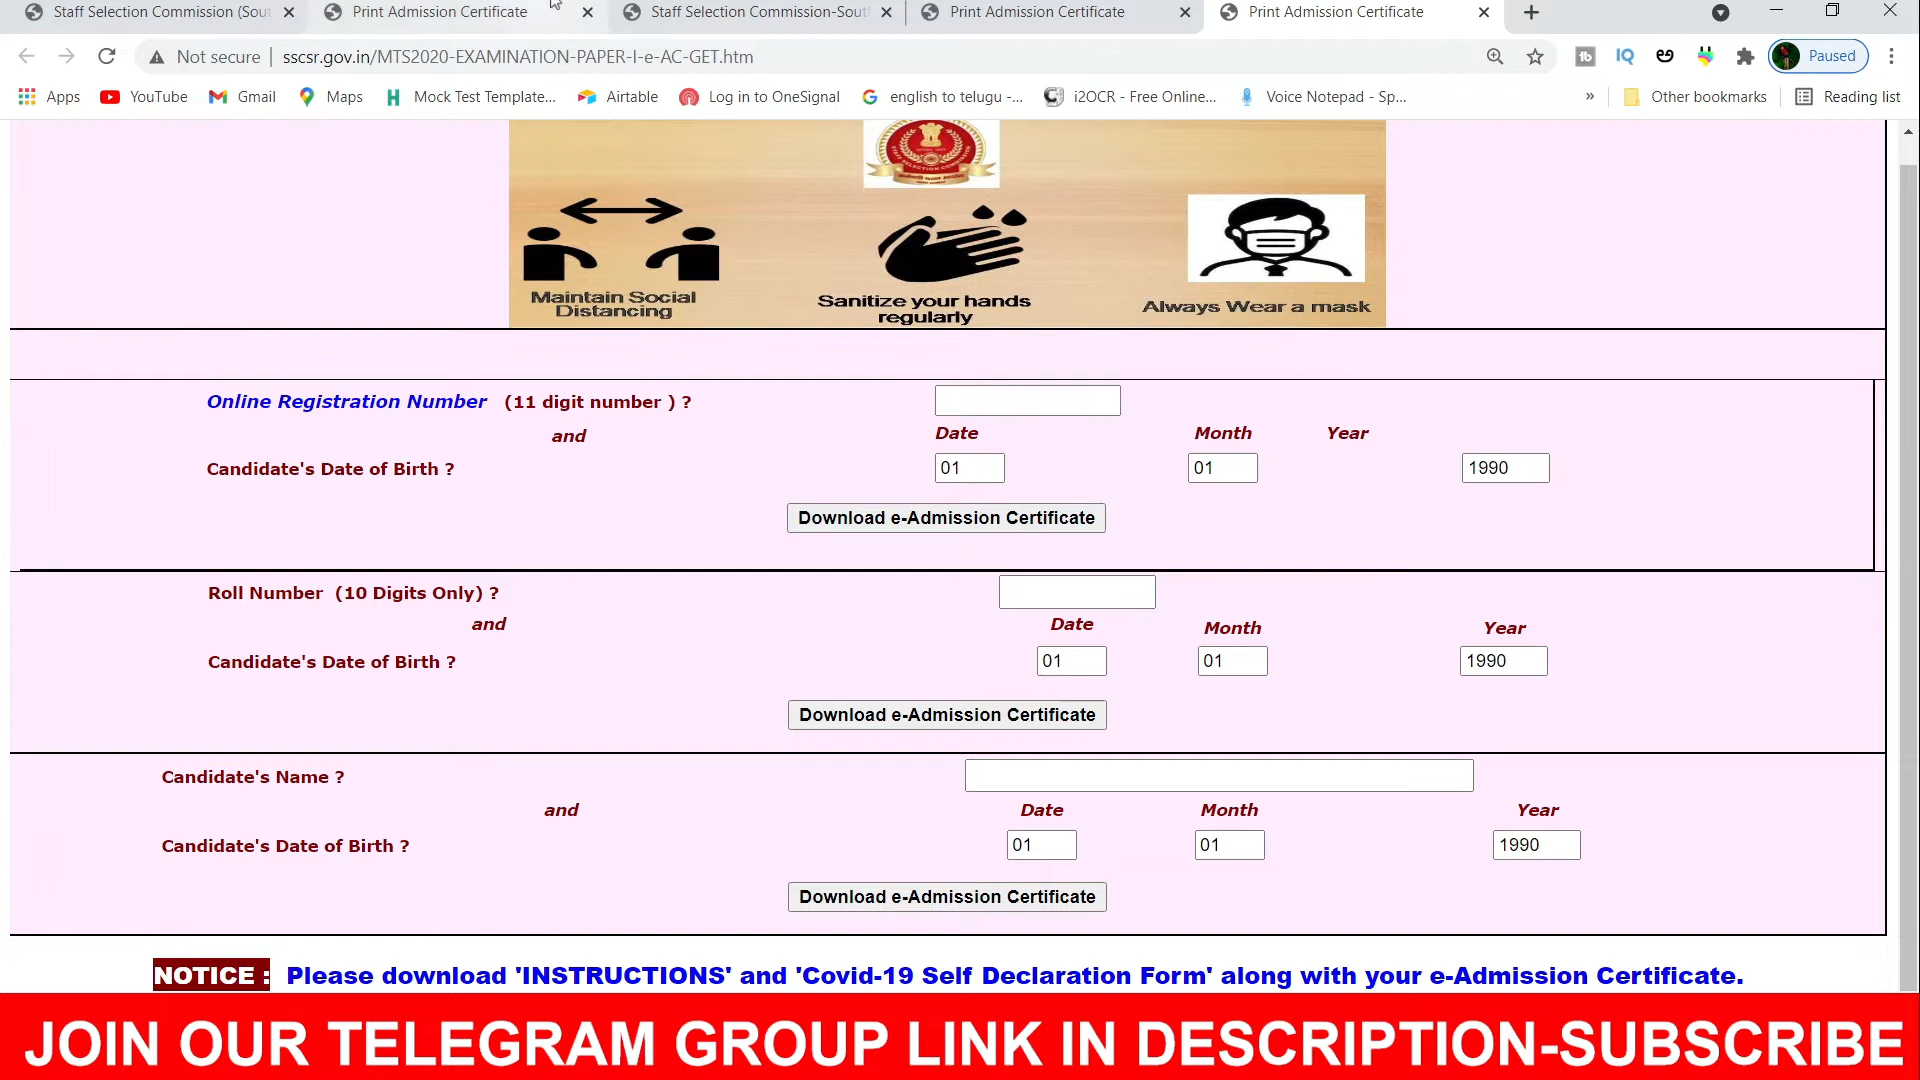 Staff Selection Commission (Sout
Print Admission Certificate
Staff Selection Commission-Sout
Print Admission Certificate
Print Admission Certificate
Not secure
sscsr.gov.in/MTS2020-EXAMINATION-PAPER-I-e-AC-GET.htm
Paused
Apps
YouTube
Gmail
Maps
Mock Test Template...
Airtable
Log in to OneSignal
english to telugu -...
i2OCR - Free Online...
Voice Notepad - Sp...
»
Other bookmarks
Reading list
Maintain Social
Distancing
Sanitize your hands
regularly
Always Wear a mask
Online Registration Number (11 digit number ) ?
and
Date Month Year
Candidate's Date of Birth ? 01 01 1990
Download e-Admission Certificate
Roll Number (10 Digits Only) ?
and
Date Month Year
Candidate's Date of Birth ? 01 01 1990
Download e-Admission Certificate
Candidate's Name ?
and
Date Month Year
Candidate's Date of Birth ? 01 01 1990
Download e-Admission Certificate
NOTICE : Please download 'INSTRUCTIONS' and 'Covid-19 Self Declaration Form' along with your e-Admission Certificate.
JOIN OUR TELEGRAM GROUP LINK IN DESCRIPTION-SUBSCRIBE